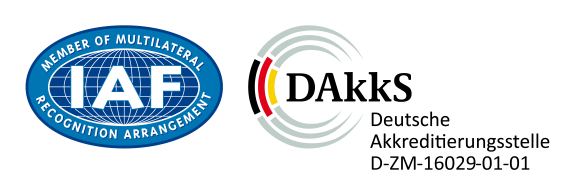 MEMBER OF MULTILATERAL
IAF
RECOGNITION ARRANGEMENT
DAkkS
Deutsche
Akkreditierungsstelle
D-ZM-16029-01-01